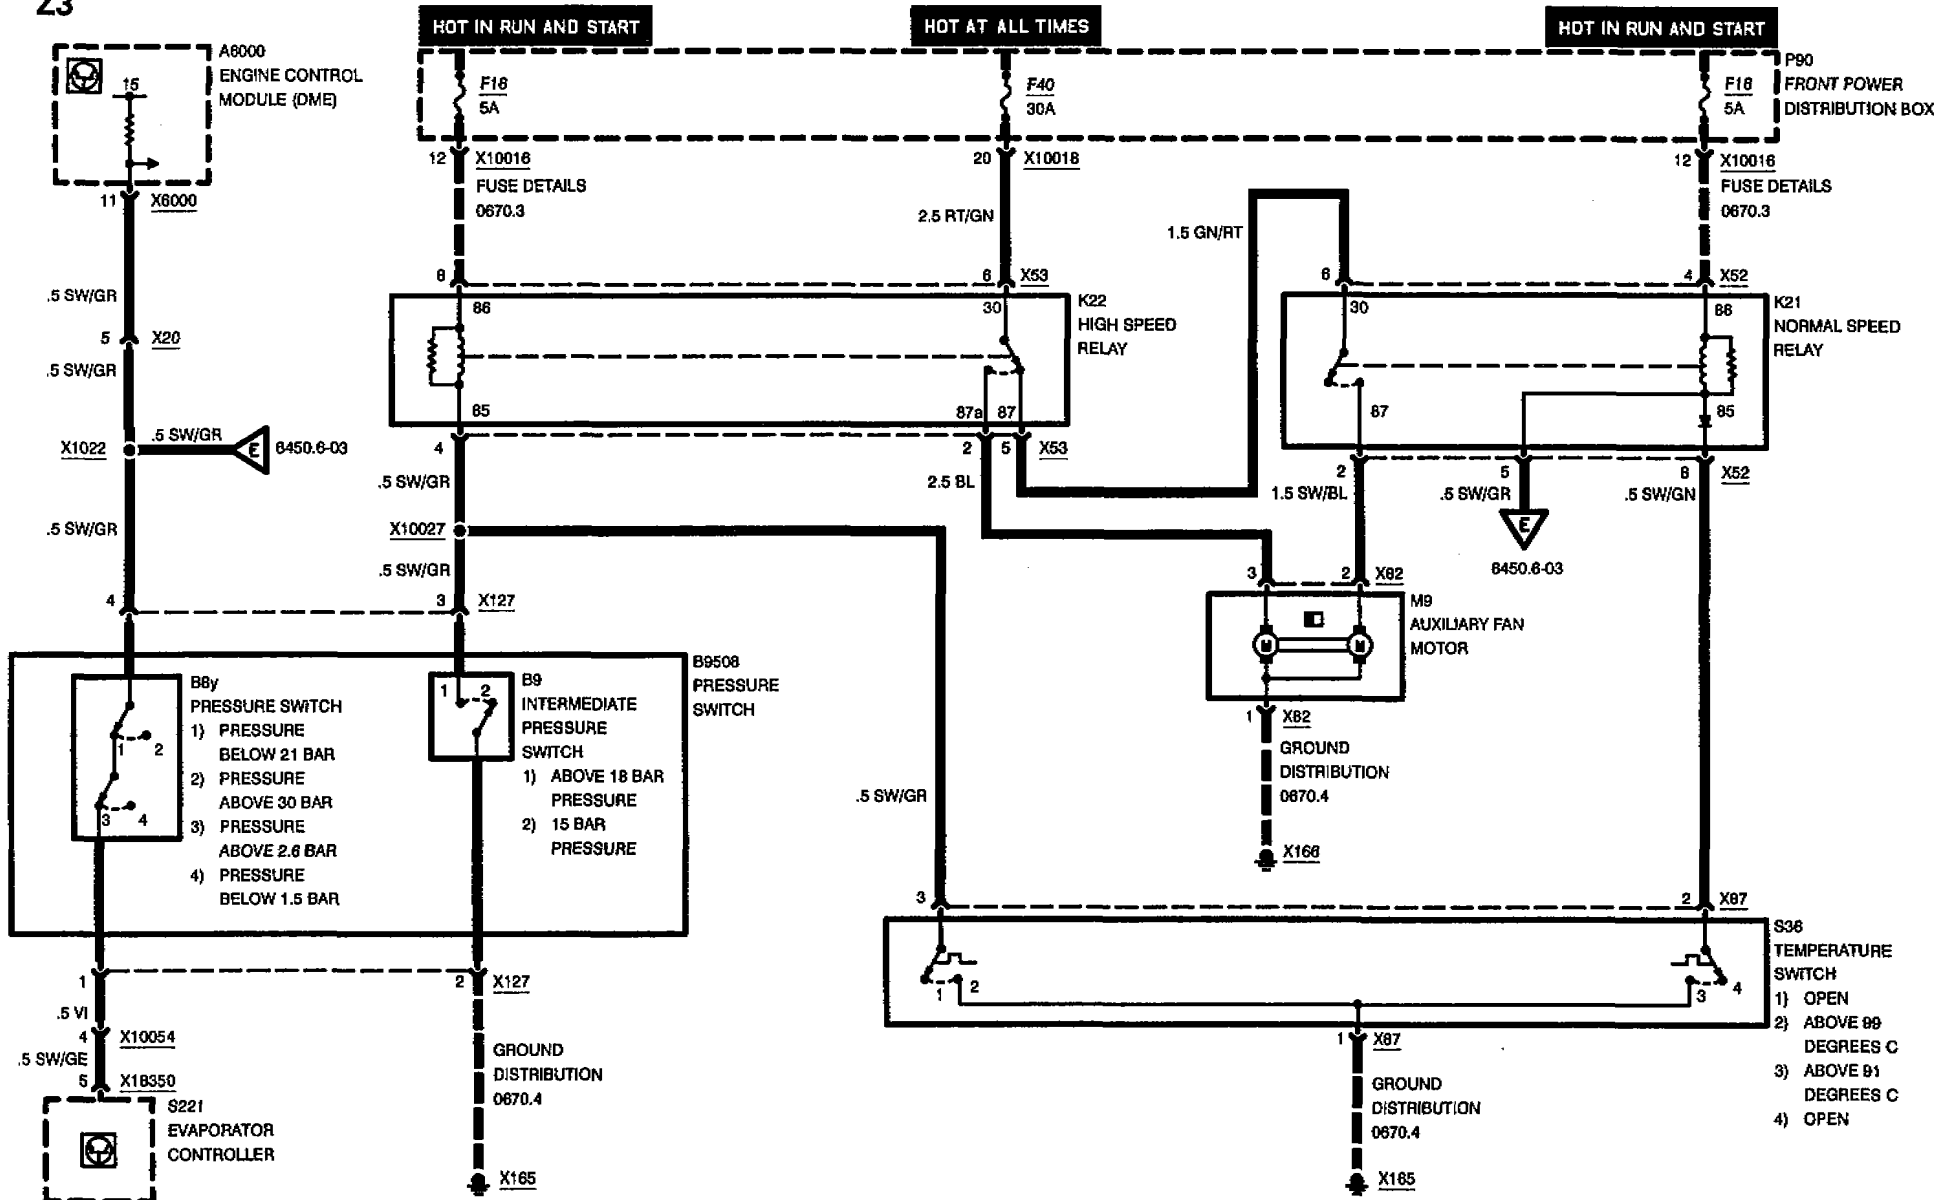 Z3
HOT IN RUN AND START
HOT AT ALL TIMES
HOT IN RUN AND START
A6000
ENGINE CONTROL
MODULE (DME)
15
11 X6000
.5 SW/GR
5 X20
.5 SW/GR
X1022
.5 SW/GR
E
6450.6-03
.5 SW/GR
4
F16
5A
12 X10016
FUSE DETAILS
0670.3
F40
30A
20 X10018
2.5 RT/GN
F16
5A
P90
FRONT POWER
DISTRIBUTION BOX
12 X10016
FUSE DETAILS
0670.3
1.5 GN/RT
8
6 X53
86
30
K22
HIGH SPEED
RELAY
85
87a 87
4
2 5 X53
.5 SW/GR
2.5 BL
X10027
.5 SW/GR
3 X127
6
4 X52
30
86
K21
NORMAL SPEED
RELAY
87
85
2
5
8 X52
1.5 SW/BL
.5 SW/GR
.5 SW/GN
E
6450.6-03
3
2 X82
M9
AUXILIARY FAN
MOTOR
M
M
1 X82
GROUND
DISTRIBUTION
0670.4
X166
B9508
PRESSURE
SWITCH
B8y
PRESSURE SWITCH
1) PRESSURE
BELOW 21 BAR
2) PRESSURE
ABOVE 30 BAR
3) PRESSURE
ABOVE 2.6 BAR
4) PRESSURE
BELOW 1.5 BAR
1 2
3 4
1 2
B9
INTERMEDIATE
PRESSURE
SWITCH
1) ABOVE 18 BAR
PRESSURE
2) 15 BAR
PRESSURE
1
2 X127
.5 VI
4 X10054
.5 SW/GE
5 X18350
S221
EVAPORATOR
CONTROLLER
GROUND
DISTRIBUTION
0670.4
X165
.5 SW/GR
3
2 X87
1 2
3 4
S36
TEMPERATURE
SWITCH
1) OPEN
2) ABOVE 99
DEGREES C
3) ABOVE 91
DEGREES C
4) OPEN
1 X87
GROUND
DISTRIBUTION
0670.4
X165